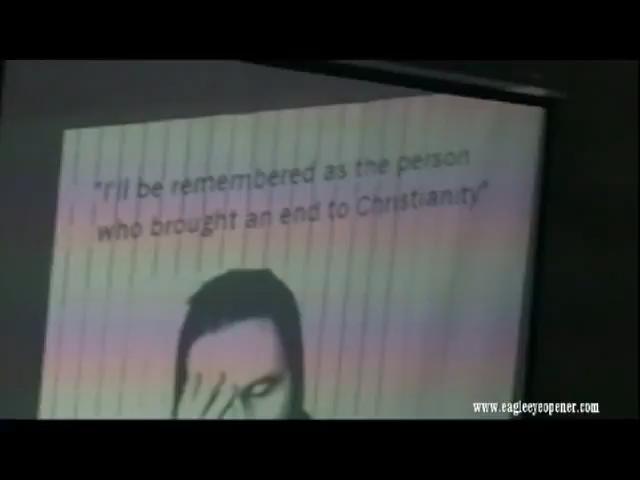 "I'll be remembered as the person
who brought an end to Christianity"
www.eagleeyeopener.com